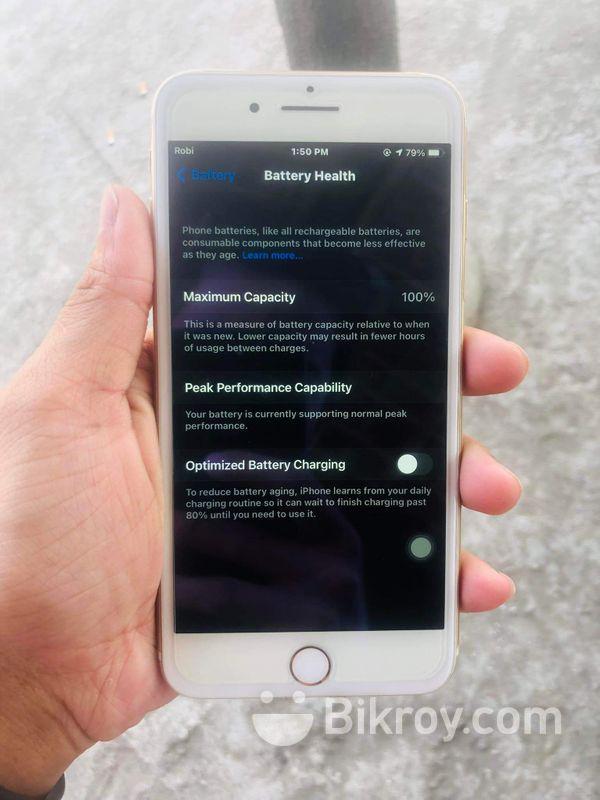 Robi 1:50 PM 79%
Battery Battery Health
Phone batteries, like all rechargeable batteries, are
consumable components that become less effective
as they age. Learn more...
Maximum Capacity 100%
This is a measure of battery capacity relative to when
it was new. Lower capacity may result in fewer hours
of usage between charges.
Peak Performance Capability
Your battery is currently supporting normal peak
performance.
Optimized Battery Charging
To reduce battery aging, iPhone learns from your daily
charging routine so it can wait to finish charging past
80% until you need to use it.
Bikroy.com